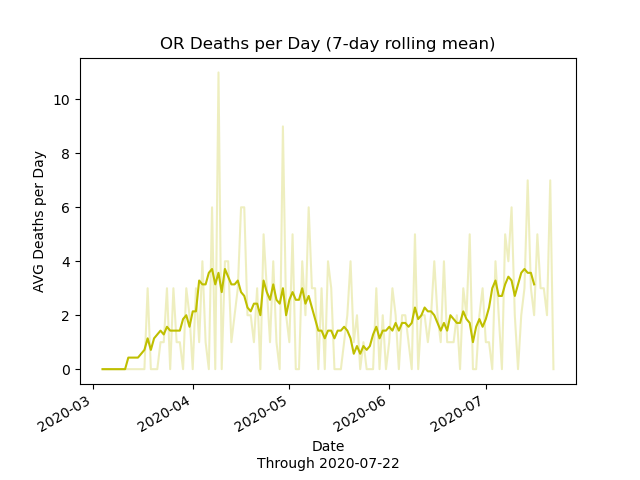 OR Deaths per Day (7-day rolling mean)
AVG Deaths per Day
10
8
6
4
2
0
2020-03
2020-04
2020-05
2020-06
2020-07
Date
Through 2020-07-22